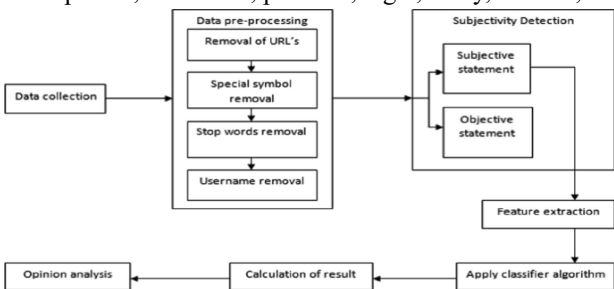 Data pre-processing
Removal of URL's
Special symbol
removal
Stop words removal
Username removal
Data collection
Subjectivity Detection
Subjective
statement
Objective
statement
Feature extraction
Apply classifier algorithm
Calculation of result
Opinion analysis